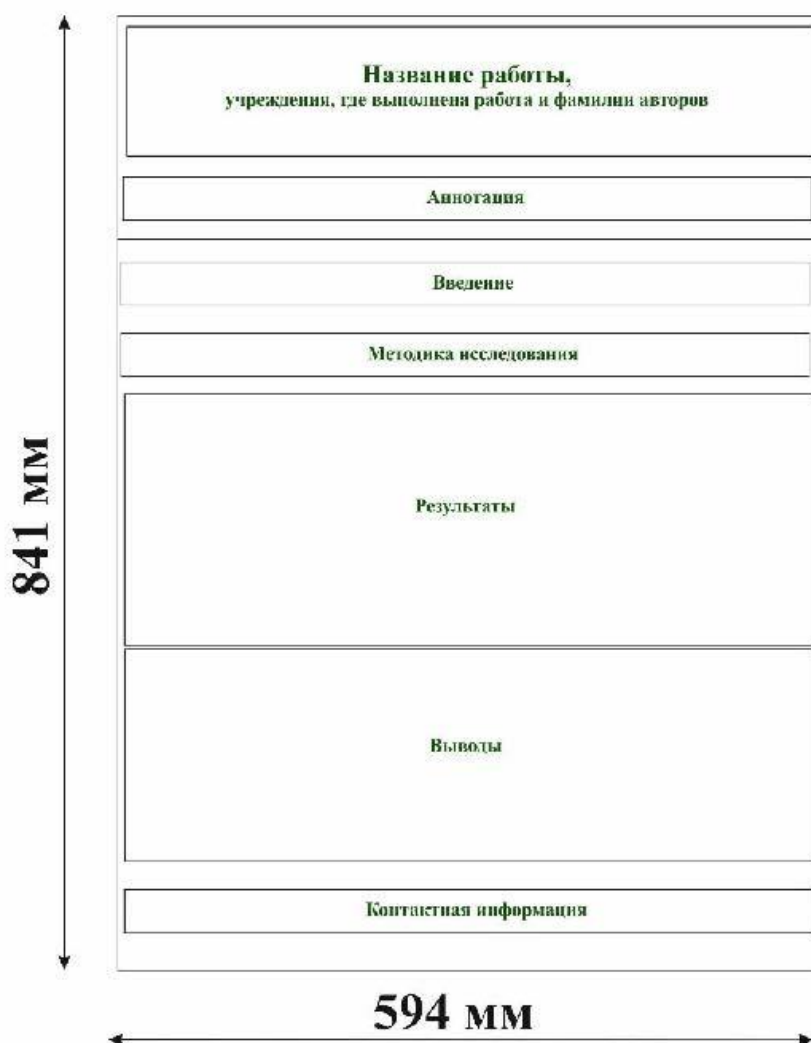 Название работы,
учреждения, где выполнена работа и фамилии авторов
Аннотация
Введение
Методика исследования
Результаты
Выводы
Контактная информация
841 мм
594 мм